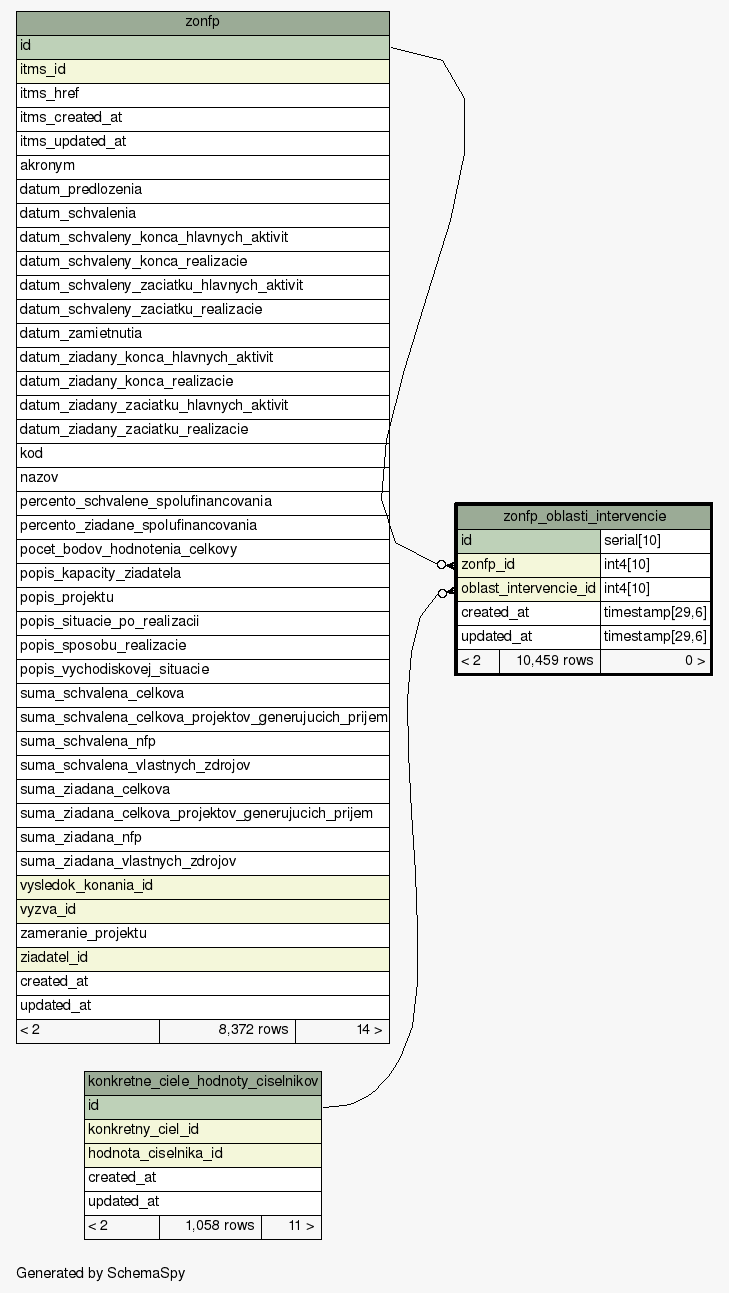 zonfp
id
itms_id
itms_href
itms_created_at
itms_updated_at
akronym
datum_predlozenia
datum_schvalenia
datum_schvaleny_konca_hlavnych_aktivit
datum_schvaleny_konca_realizacie
datum_schvaleny_zaciatku_hlavnych_aktivit
datum_schvaleny_zaciatku_realizacie
datum_zamietnutia
datum_ziadany_konca_hlavnych_aktivit
datum_ziadany_konca_realizacie
datum_ziadany_zaciatku_hlavnych_aktivit
datum_ziadany_zaciatku_realizacie
kod
nazov
percento_schvalene_spolufinancovania
percento_ziadane_spolufinancovania
pocet_bodov_hodnotenia_celkovy
popis_kapacity_ziadatela
popis_projektu
popis_situacie_po_realizacii
popis_sposobu_realizacie
popis_vychodiskovej_situacie
suma_schvalena_celkova
suma_schvalena_celkova_projektov_generujucich_prijem
suma_schvalena_nfp
suma_schvalena_vlastnych_zdrojov
suma_ziadana_celkova
suma_ziadana_celkova_projektov_generujucich_prijem
suma_ziadana_nfp
suma_ziadana_vlastnych_zdrojov
vysledok_konania_id
vyzva_id
zameranie_projektu
ziadatel_id
created_at
updated_at
< 2 8,372 rows 14 >
zonfp_oblasti_intervencie
id serial[10]
zonfp_id int4[10]
oblast_intervencie_id int4[10]
created_at timestamp[29,6]
updated_at timestamp[29,6]
< 2 10,459 rows 0 >
konkretne_ciele_hodnoty_ciselnikov
id
konkretny_ciel_id
hodnota_ciselnika_id
created_at
updated_at
< 2 1,058 rows 11 >
Generated by SchemaSpy